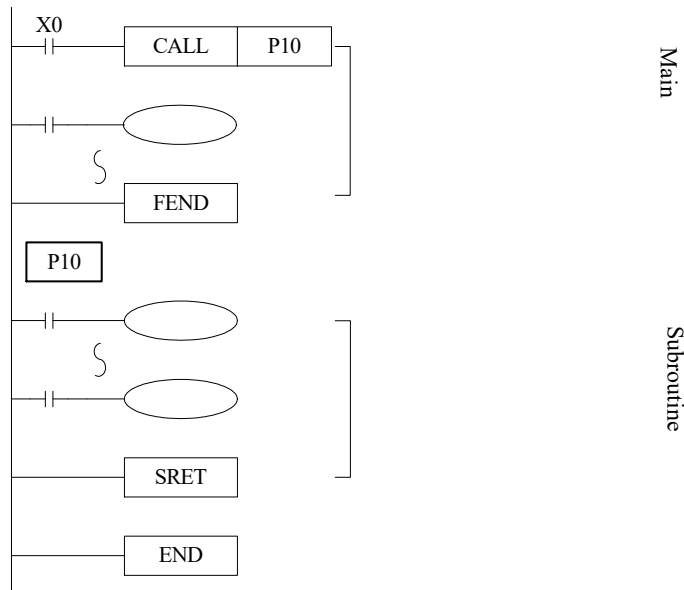 X0
CALL P10
Main
FEND
P10
Subroutine
SRET
END